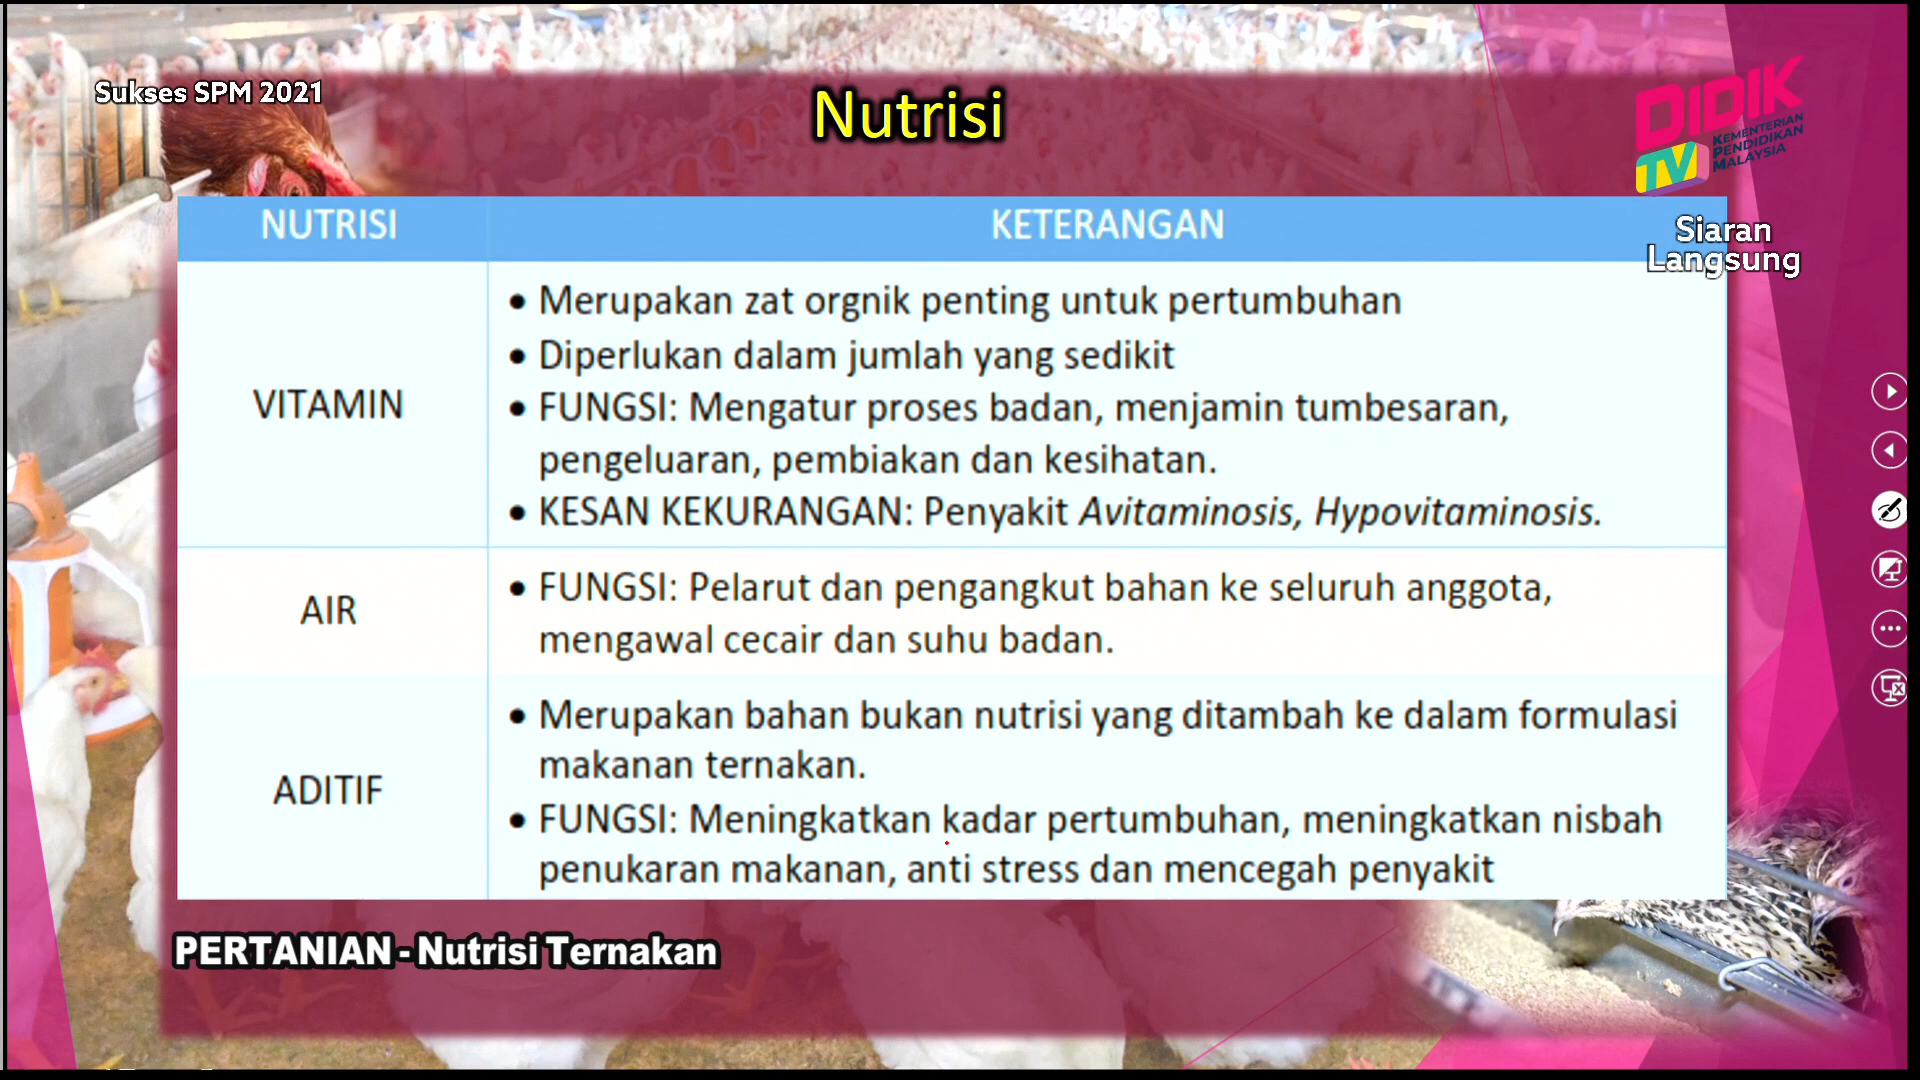 Sukses SPM 2021
Nutrisi
DIDIK
TV
KEMENTERIAN
PENDIDIKAN
MALAYSIA
Siaran
Langsung
NUTRISI
KETERANGAN
VITAMIN
• Merupakan zat orgnik penting untuk pertumbuhan
• Diperlukan dalam jumlah yang sedikit
• FUNGSI: Mengatur proses badan, menjamin tumbesaran,
pengeluaran, pembiakan dan kesihatan.
• KESAN KEKURANGAN: Penyakit Avitaminosis, Hypovitaminosis.
AIR
• FUNGSI: Pelarut dan pengangkut bahan ke seluruh anggota,
mengawal cecair dan suhu badan.
ADITIF
• Merupakan bahan bukan nutrisi yang ditambah ke dalam formulasi
makanan ternakan.
• FUNGSI: Meningkatkan kadar pertumbuhan, meningkatkan nisbah
penukaran makanan, anti stress dan mencegah penyakit
PERTANIAN - Nutrisi Ternakan